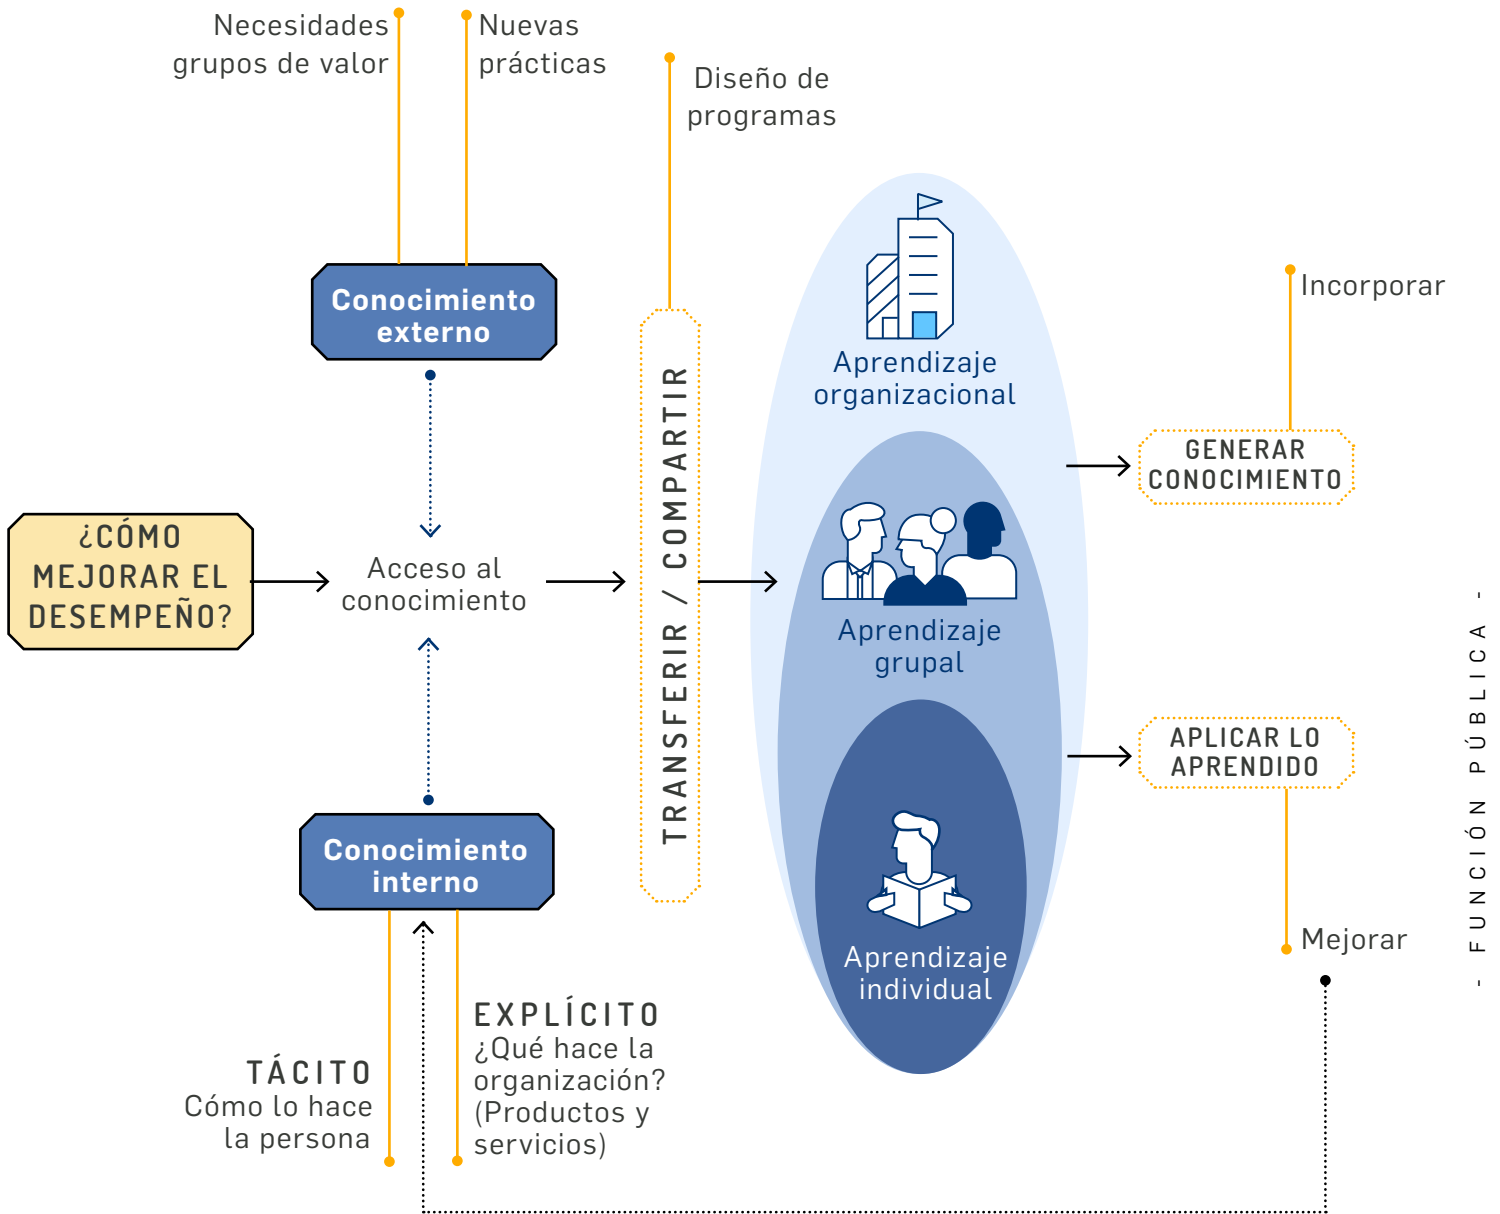 Necesidades
grupos de valor
Nuevas
prácticas
Diseño de
programas
Conocimiento
externo
¿CÓMO
MEJORAR EL
DESEMPEÑO?
Acceso al
conocimiento
Conocimiento
interno
TÁCITO
Cómo lo hace
la persona
EXPLÍCITO
¿Qué hace la
organización?
(Productos y
servicios)
TRANSFERIR / COMPARTIR
Aprendizaje
organizacional
Aprendizaje
grupal
Aprendizaje
individual
Incorporar
GENERAR
CONOCIMIENTO
APLICAR LO
APRENDIDO
Mejorar
- FUNCIÓN PÚBLICA -